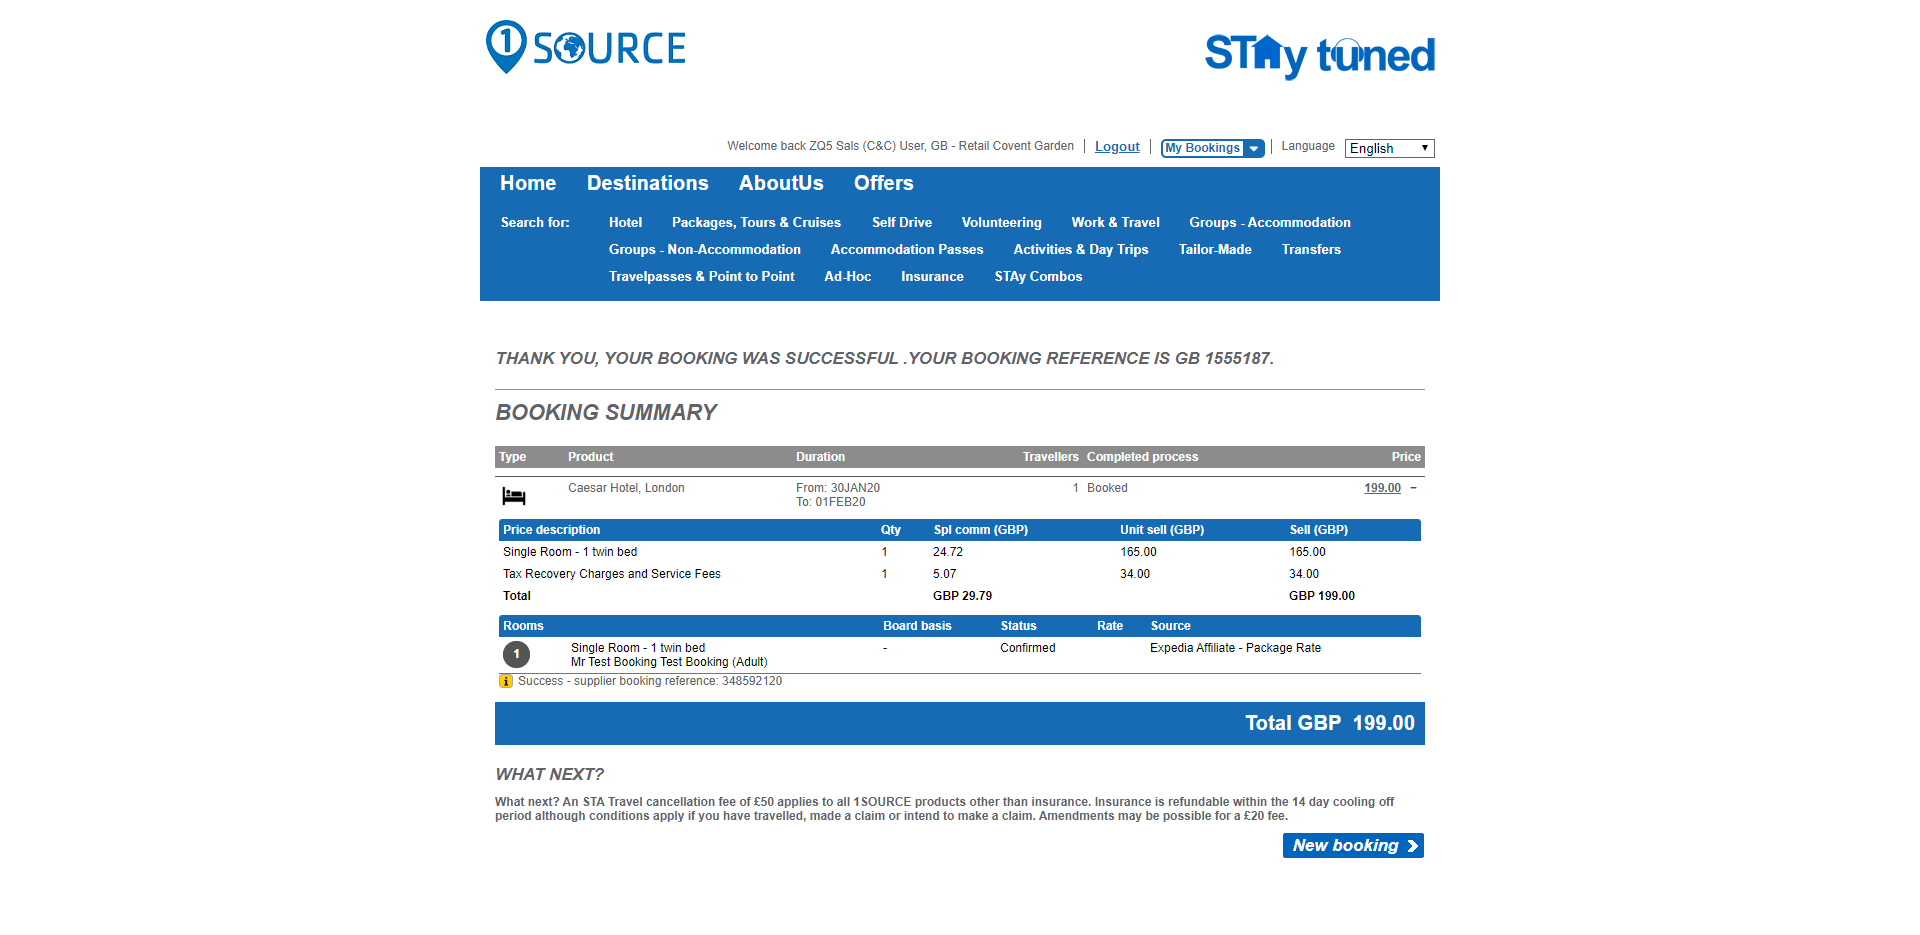 1 SOURCE
STAy tuned
Welcome back ZQ5 Sals (C&C) User, GB - Retail Covent Garden | Logout | My Bookings | Language English
Home Destinations AboutUs Offers
Search for: Hotel Packages, Tours & Cruises Self Drive Volunteering Work & Travel Groups - Accommodation
Groups - Non-Accommodation Accommodation Passes Activities & Day Trips Tailor-Made Transfers
Travelpasses & Point to Point Ad-Hoc Insurance STAy Combos
THANK YOU, YOUR BOOKING WAS SUCCESSFUL .YOUR BOOKING REFERENCE IS GB 1555187.
BOOKING SUMMARY
Type Product Duration Travellers Completed process Price
Caesar Hotel, London From: 30JAN20 1 Booked 199.00 −
To: 01FEB20
Price description Qty Spl comm (GBP) Unit sell (GBP) Sell (GBP)
Single Room - 1 twin bed 1 24.72 165.00 165.00
Tax Recovery Charges and Service Fees 1 5.07 34.00 34.00
Total GBP 29.79 GBP 199.00
Rooms Board basis Status Rate Source
1 Single Room - 1 twin bed - Confirmed Expedia Affiliate - Package Rate
Mr Test Booking Test Booking (Adult)
i Success - supplier booking reference: 348592120
Total GBP 199.00
WHAT NEXT?
What next? An STA Travel cancellation fee of £50 applies to all 1SOURCE products other than insurance. Insurance is refundable within the 14 day cooling off
period although conditions apply if you have travelled, made a claim or intend to make a claim. Amendments may be possible for a £20 fee.
New booking